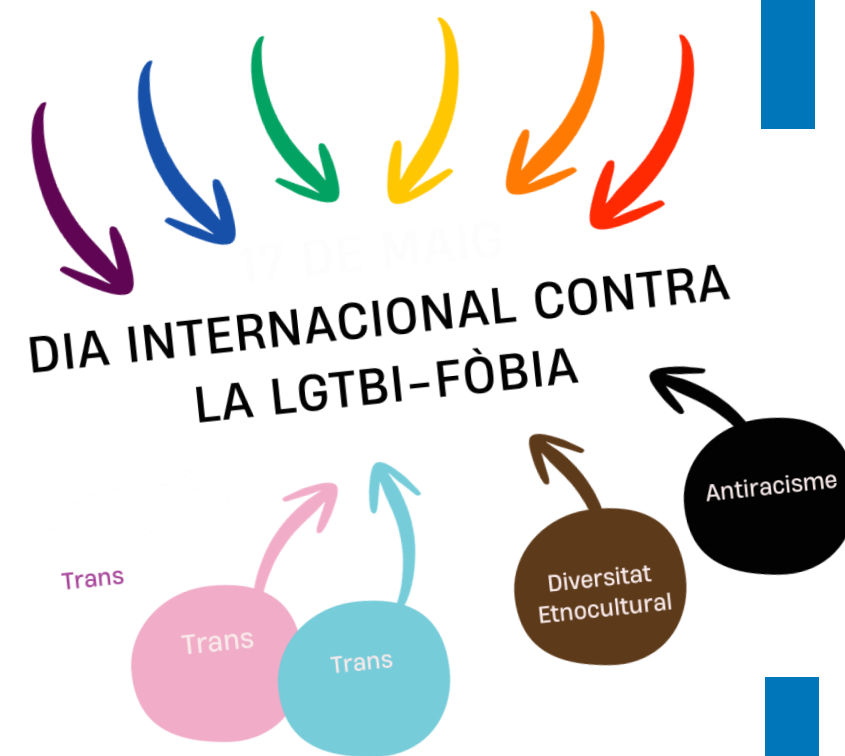 17 DE MAIG
DIA INTERNACIONAL CONTRA
LA LGTBI-FÒBIA
Antiracisme
Diversitat
Etnocultural
Trans
Trans
Trans